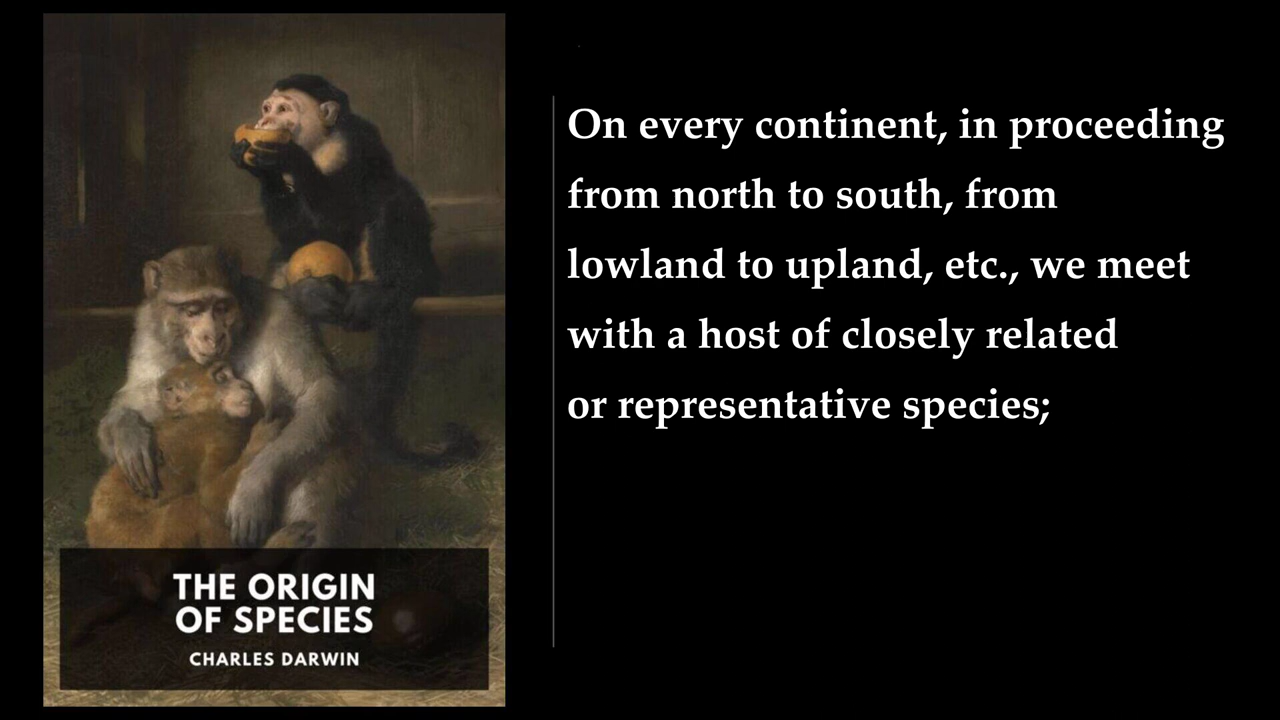 On every continent, in proceeding
from north to south, from
lowland to upland, etc., we meet
with a host of closely related
or representative species;
THE ORIGIN
OF SPECIES
CHARLES DARWIN